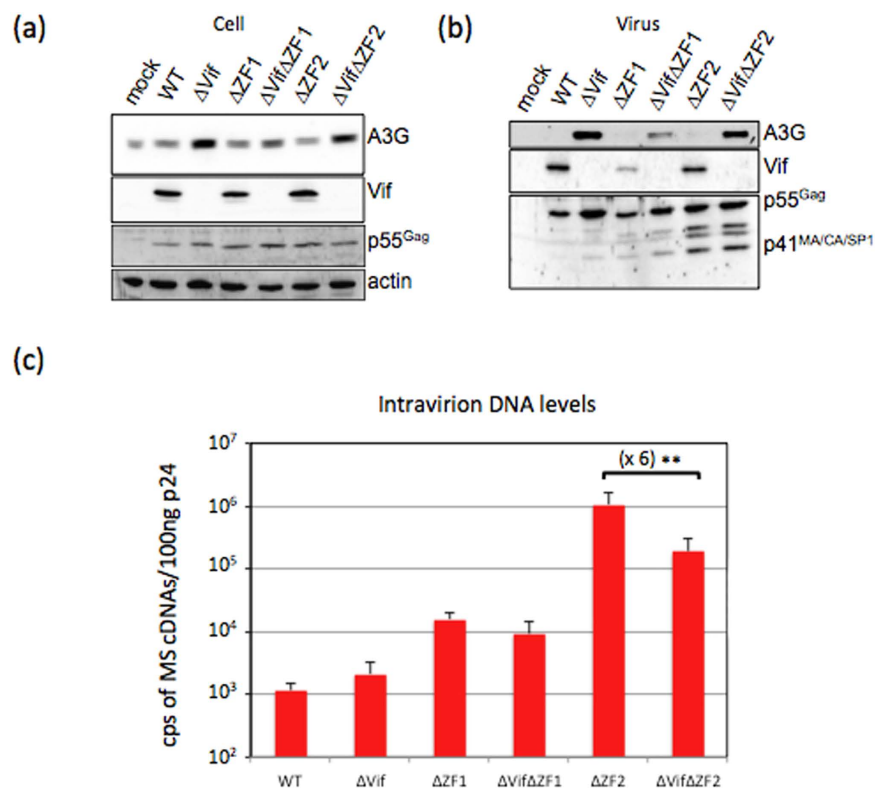 (a)
Cell
mock WT ΔVif ΔZF1 ΔVifΔZF1 ΔZF2 ΔVifΔZF2
A3G
Vif
p55Gag
actin
(b)
Virus
mock WT ΔVif ΔZF1 ΔVifΔZF1 ΔZF2 ΔVifΔZF2
A3G
Vif
p55Gag
p41MA/CA/SP1
(c)
Intravirion DNA levels
cps of MS cDNAs/100ng p24
10⁷
10⁶
10⁵
10⁴
10³
10²
(x 6) **
WT ΔVif ΔZF1 ΔVifΔZF1 ΔZF2 ΔVifΔZF2